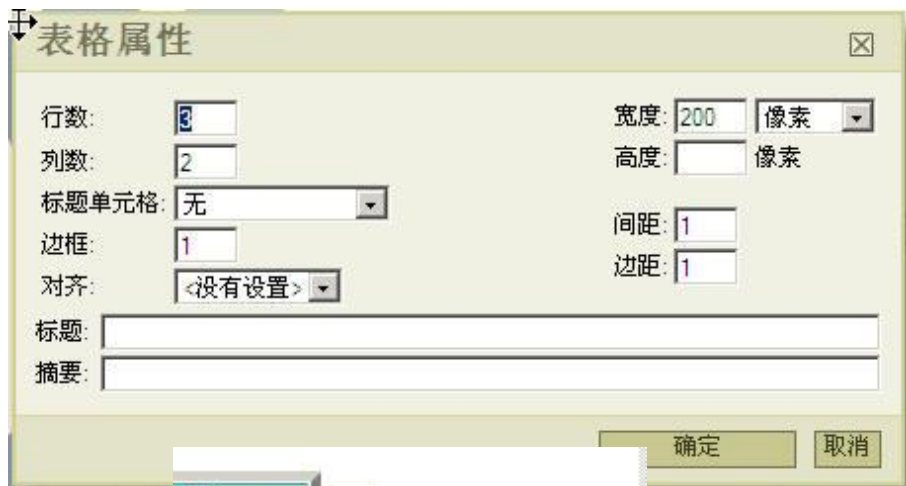 表格属性
行数: 3
宽度: 200 像素
列数: 2
高度: 像素
标题单元格: 无
间距: 1
边框: 1
边距: 1
对齐: <没有设置>
标题:
摘要:
确定 取消